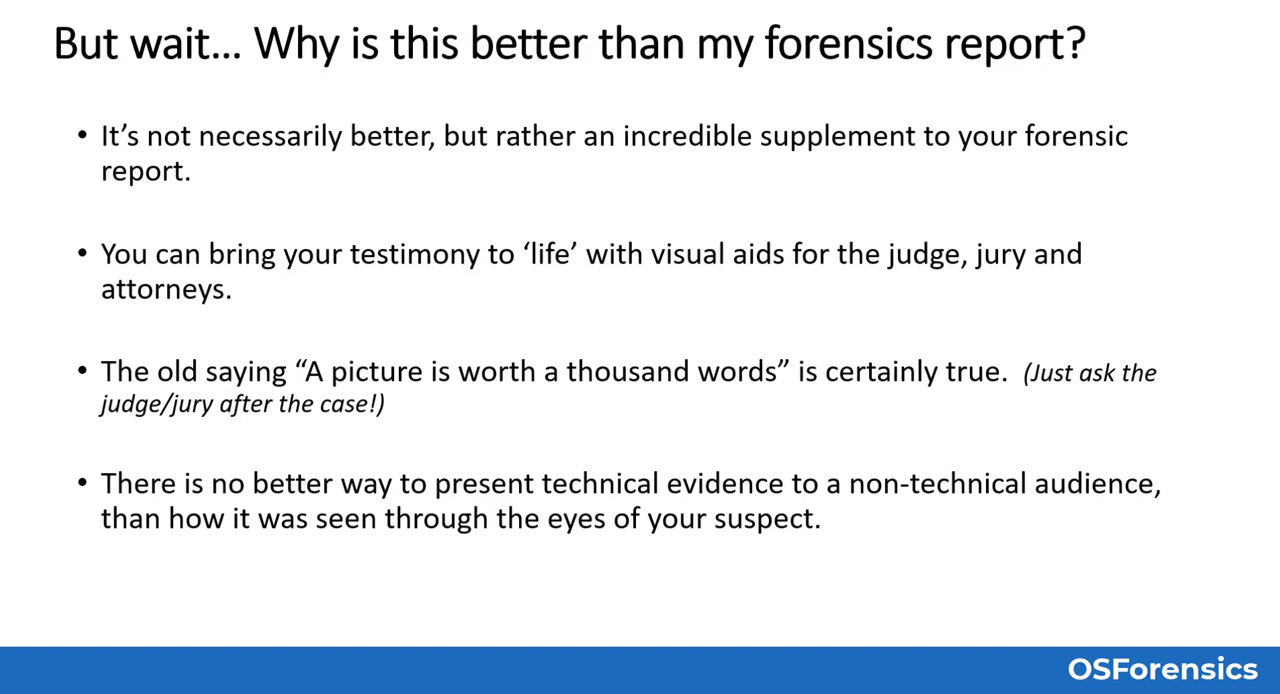 But wait... Why is this better than my forensics report?
• It’s not necessarily better, but rather an incredible supplement to your forensic
report.
• You can bring your testimony to ‘life’ with visual aids for the judge, jury and
attorneys.
• The old saying “A picture is worth a thousand words” is certainly true. (Just ask the
judge/jury after the case!)
• There is no better way to present technical evidence to a non-technical audience,
than how it was seen through the eyes of your suspect.
OSForensics